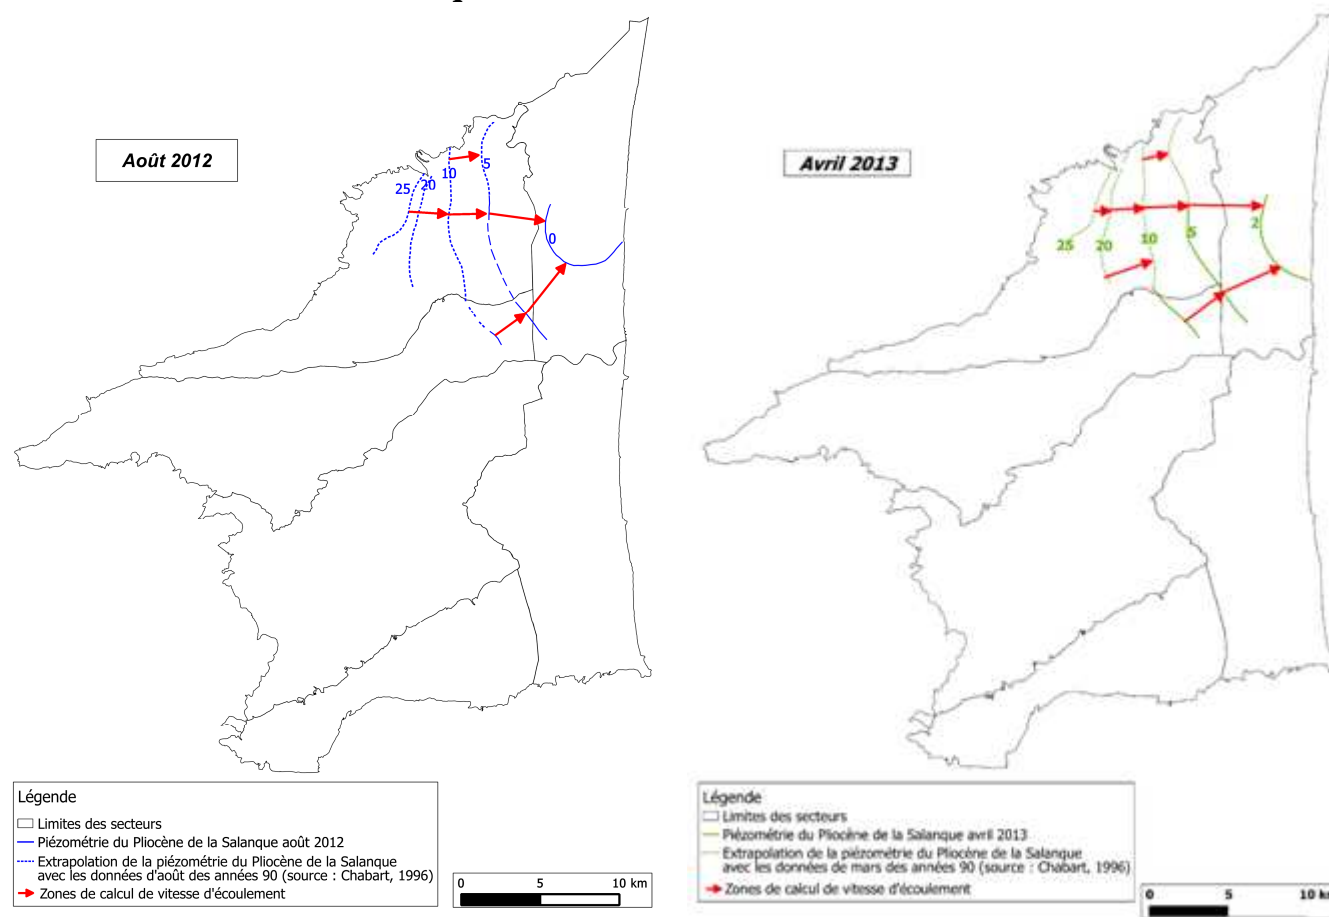 Août 2012
25
20
10
5
0
Légende
Limites des secteurs
Piézométrie du Pliocène de la Salanque août 2012
Extrapolation de la piézométrie du Pliocène de la Salanque
avec les données d'août des années 90 (source : Chabart, 1996)
Zones de calcul de vitesse d'écoulement
0 5 10 km
Avril 2013
25
20
10
5
2
Légende
Limites des secteurs
Piézométrie du Pliocène de la Salanque avril 2013
Extrapolation de la piézométrie du Pliocène de la Salanque
avec les données de mars des années 90 (source : Chabart, 1996)
Zones de calcul de vitesse d'écoulement
0 5 10 km